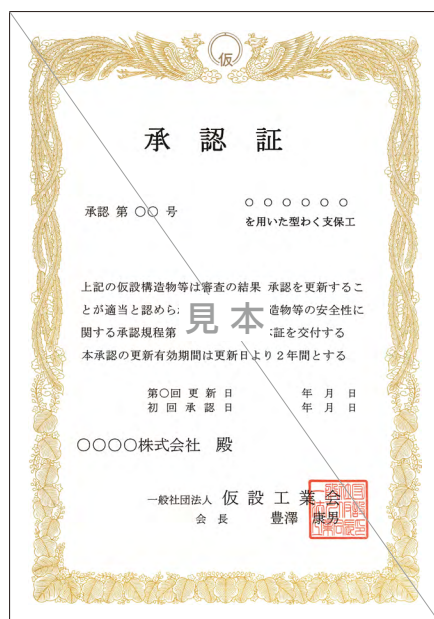 仮
承認証
承認 第 ○○ 号
○○○○○○
を用いた型わく支保工
上記の仮設構造物等は審査の結果 承認を更新するこ
とが適当と認めら 造物等の安全性に
関する承認規程第 証を交付する
本承認の更新有効期間は更新日より2年間とする
見本
第○回 更新日 年 月 日
初回承認日 年 月 日
○○○○株式会社 殿
一般社団法人 仮設工業会
会長 豊澤 康男